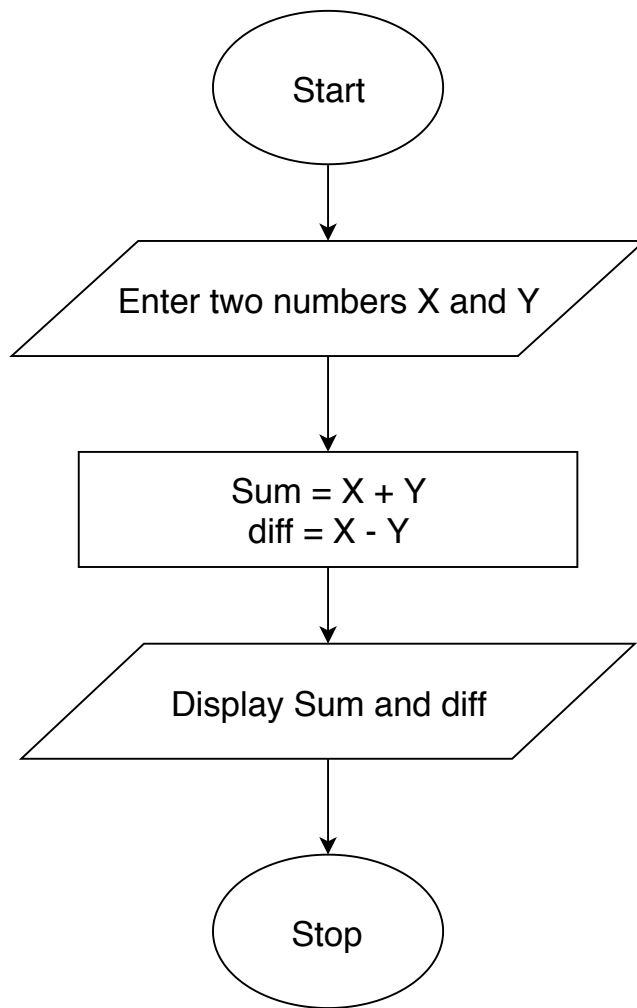 Start
Enter two numbers X and Y
Sum = X + Y
diff = X - Y
Display Sum and diff
Stop